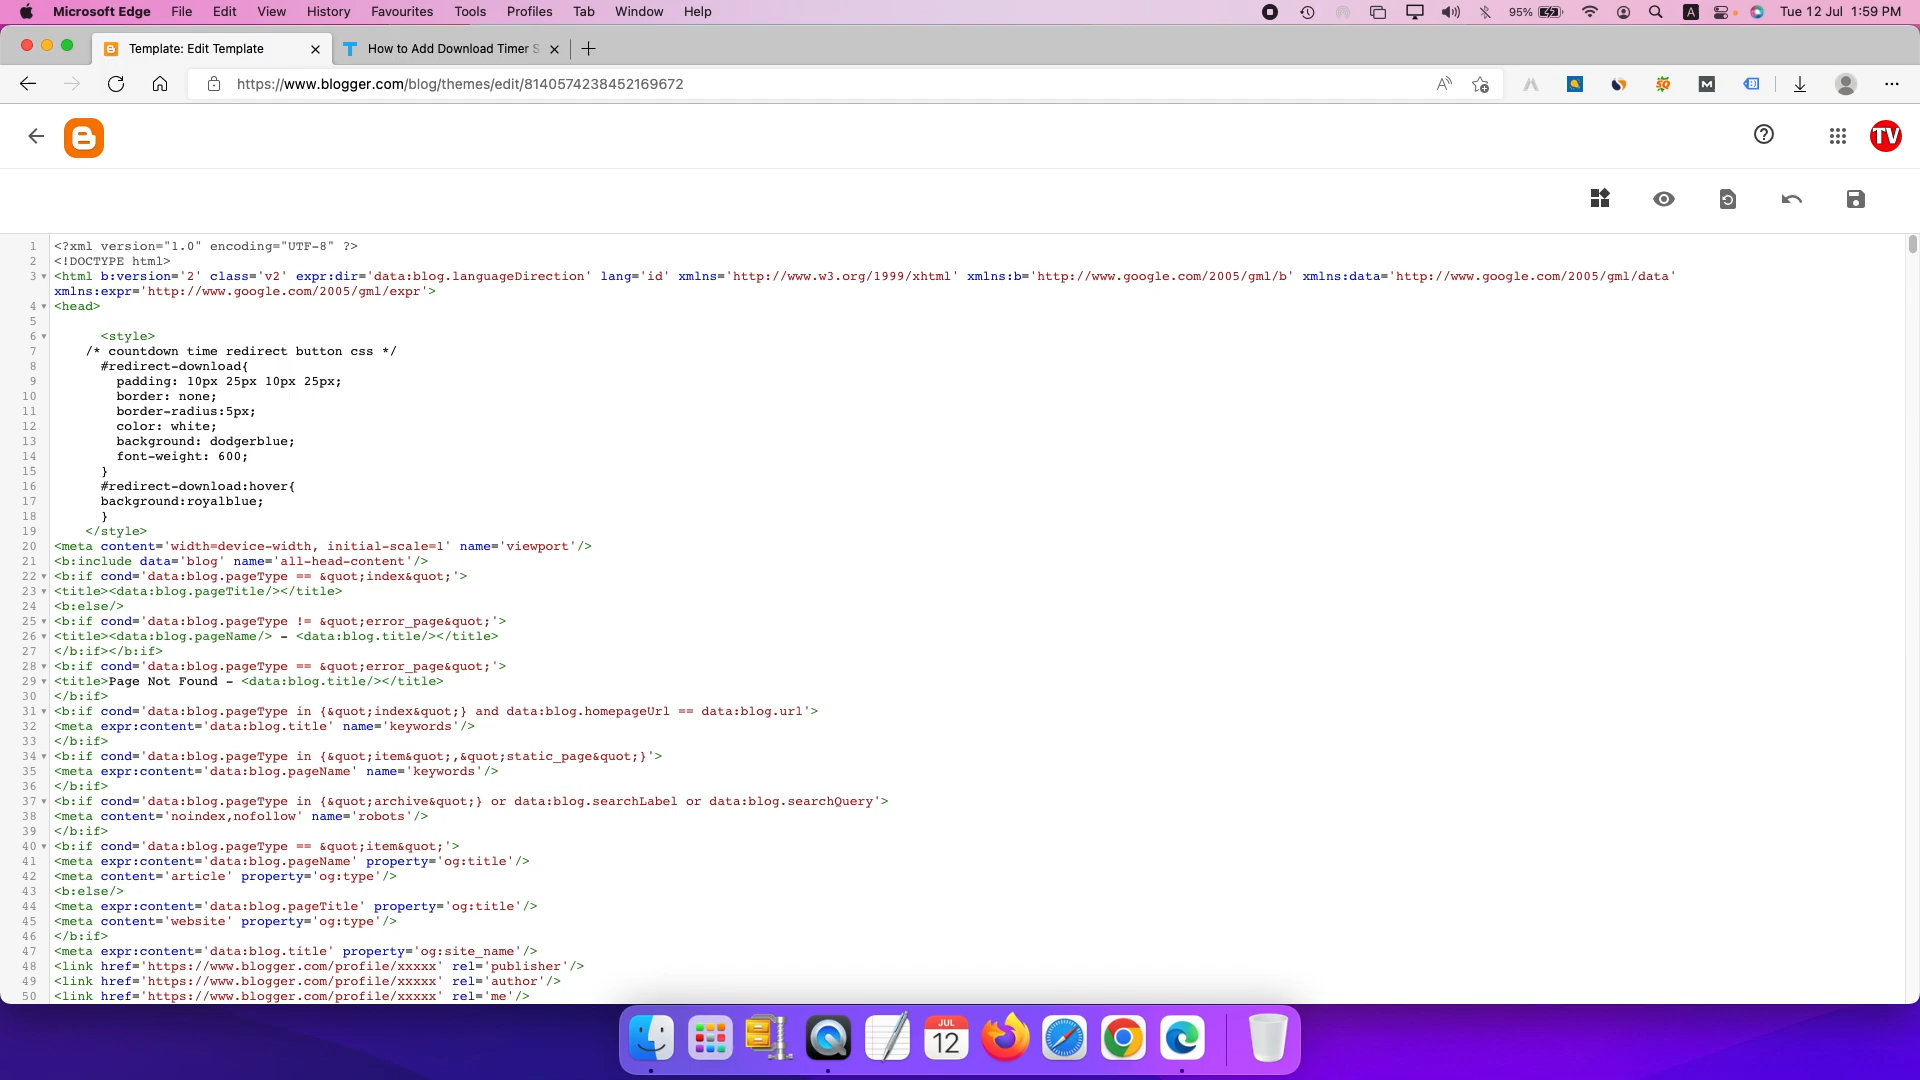 Microsoft Edge File Edit View History Favourites Tools Profiles Tab Window Help 95% A Tue 12 Jul 1:59 PM
Template: Edit Template
How to Add Download Timer S
https://www.blogger.com/blog/themes/edit/8140574238452169672
TV
1 <?xml version="1.0" encoding="UTF-8" ?>
2 <!DOCTYPE html>
3 <html b:version='2' class='v2' expr:dir='data:blog.languageDirection' lang='id' xmlns='http://www.w3.org/1999/xhtml' xmlns:b='http://www.google.com/2005/gml/b' xmlns:data='http://www.google.com/2005/gml/data'
xmlns:expr='http://www.google.com/2005/gml/expr'>
4 <head>
5
6 <style>
7 /* countdown time redirect button css */
8 #redirect-download{
9 padding: 10px 25px 10px 25px;
10 border: none;
11 border-radius:5px;
12 color: white;
13 background: dodgerblue;
14 font-weight: 600;
15 }
16 #redirect-download:hover{
17 background:royalblue;
18 }
19 </style>
20 <meta content='width=device-width, initial-scale=1' name='viewport'/>
21 <b:include data='blog' name='all-head-content'/>
22 <b:if cond='data:blog.pageType == &quot;index&quot;'>
23 <title><data:blog.pageTitle/></title>
24 <b:else/>
25 <b:if cond='data:blog.pageType != &quot;error_page&quot;'>
26 <title><data:blog.pageName/> - <data:blog.title/></title>
27 </b:if></b:if>
28 <b:if cond='data:blog.pageType == &quot;error_page&quot;'>
29 <title>Page Not Found - <data:blog.title/></title>
30 </b:if>
31 <b:if cond='data:blog.pageType in {&quot;index&quot;} and data:blog.homepageUrl == data:blog.url'>
32 <meta expr:content='data:blog.title' name='keywords'/>
33 </b:if>
34 <b:if cond='data:blog.pageType in {&quot;item&quot;,&quot;static_page&quot;}'>
35 <meta expr:content='data:blog.pageName' name='keywords'/>
36 </b:if>
37 <b:if cond='data:blog.pageType in {&quot;archive&quot;} or data:blog.searchLabel or data:blog.searchQuery'>
38 <meta content='noindex,nofollow' name='robots'/>
39 </b:if>
40 <b:if cond='data:blog.pageType == &quot;item&quot;'>
41 <meta expr:content='data:blog.pageName' property='og:title'/>
42 <meta content='article' property='og:type'/>
43 <b:else/>
44 <meta expr:content='data:blog.pageTitle' property='og:title'/>
45 <meta content='website' property='og:type'/>
46 </b:if>
47 <meta expr:content='data:blog.title' property='og:site_name'/>
48 <link href='https://www.blogger.com/profile/xxxxx' rel='publisher'/>
49 <link href='https://www.blogger.com/profile/xxxxx' rel='author'/>
50 <link href='https://www.blogger.com/profile/xxxxx' rel='me'/>
JUL
12